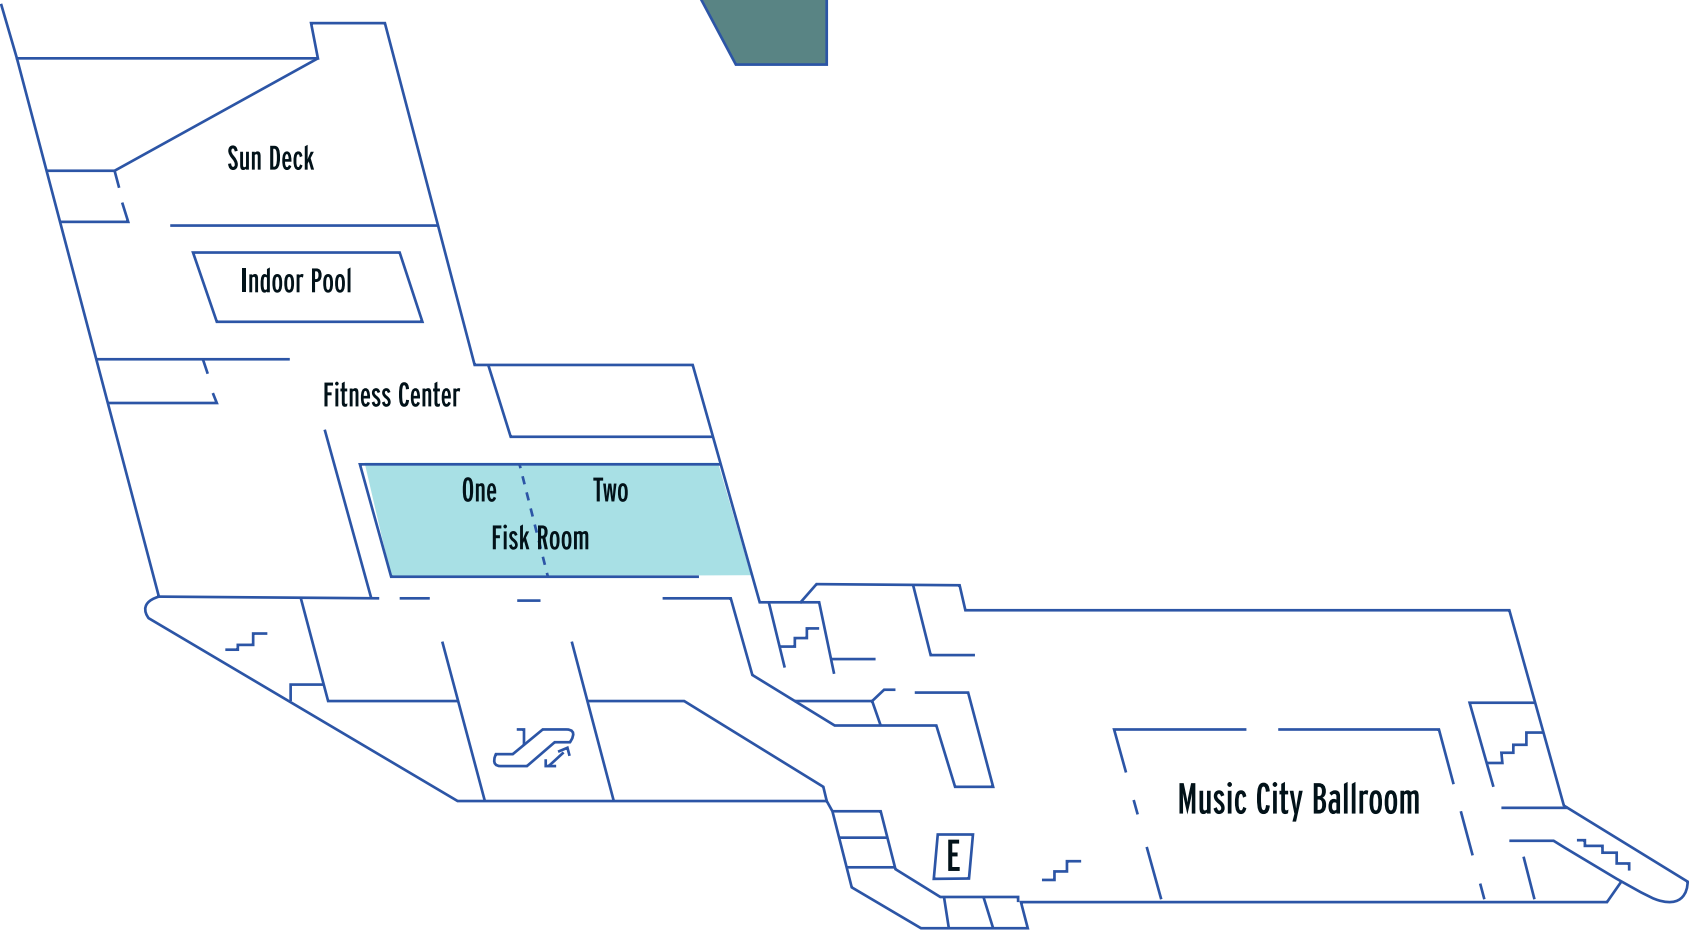 Sun Deck
Indoor Pool
Fitness Center
One Two
Fisk Room
Music City Ballroom
E